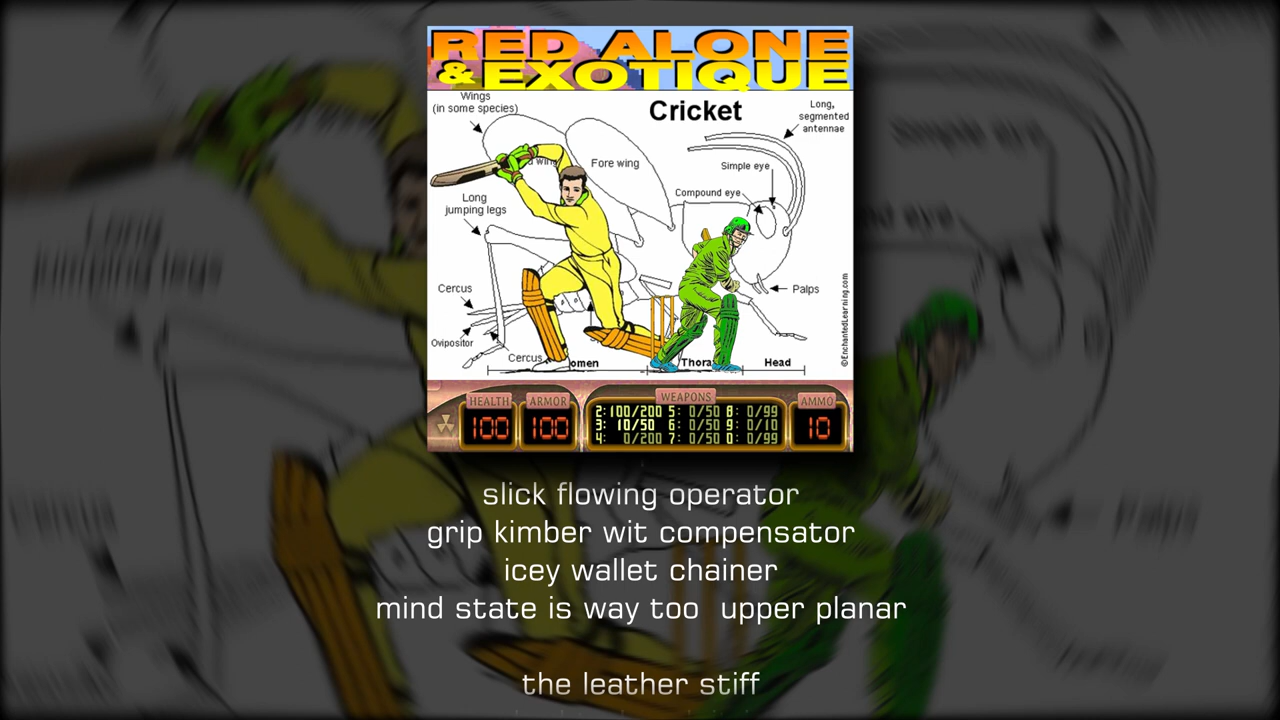 RED ALONE
& EXOTIQUE
Cricket
Wings
(in some species)
Long,
segmented
antennae
Fore wing
Simple eye
Compound eye
Long
jumping legs
Cercus
Palps
Ovipositor
Cercus
omen
Thora
Head
©EnchantedLearning.com
HEALTH
ARMOR
WEAPONS
AMMO
100
100
2:100/200 5: 0/50 8: 0/99
3: 10/50 6: 0/50 9: 0/10
4: 0/200 7: 0/50 0: 0/99
10
slick flowing operator
grip kimber wit compensator
icey wallet chainer
mind state is way too upper planar
the leather stiff